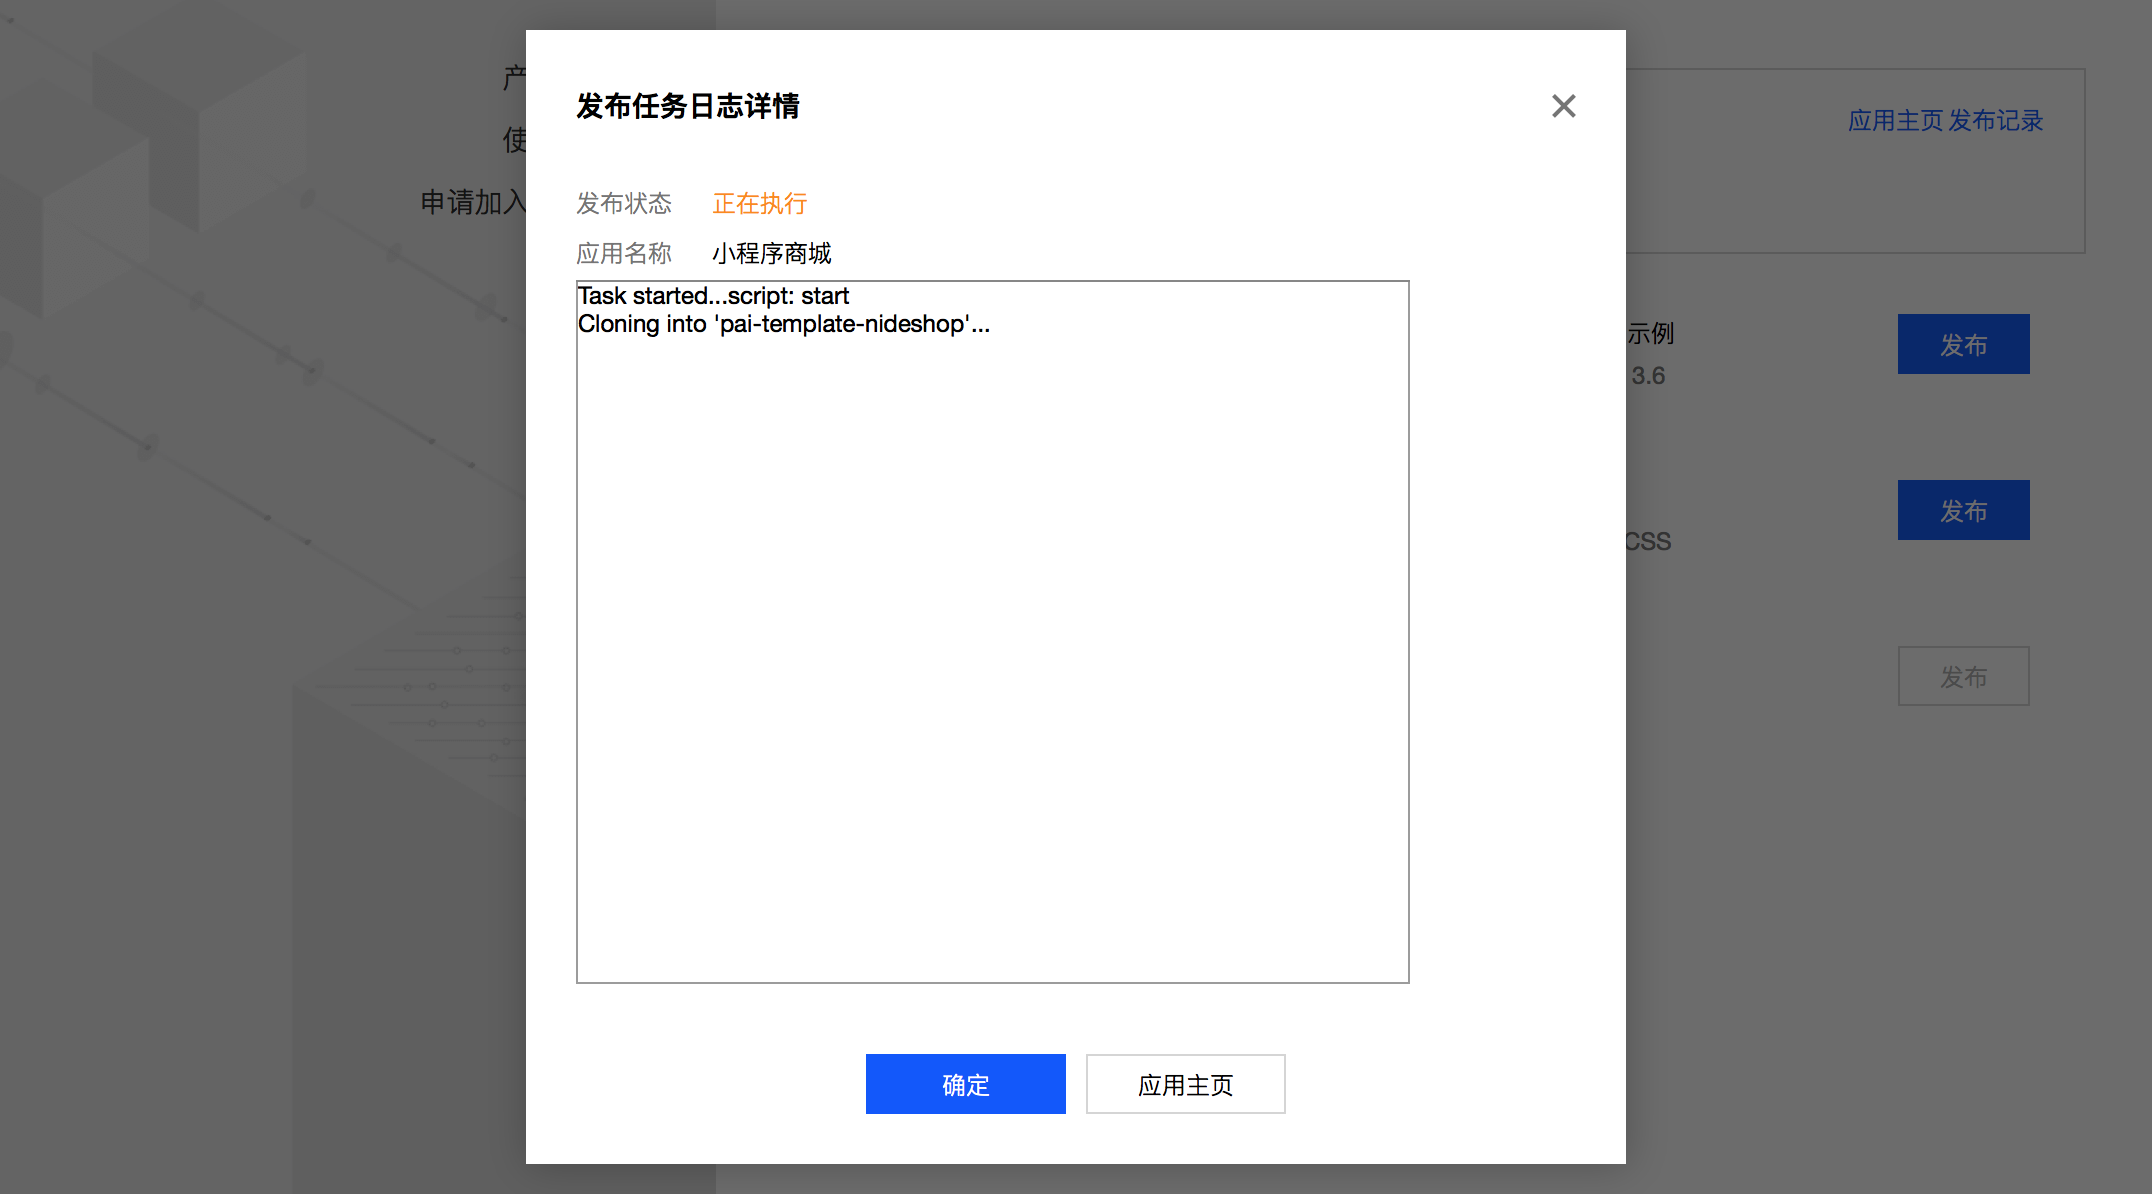 产
使
申请加入
发布任务日志详情
发布状态 正在执行
应用名称 小程序商城
Task started...script: start
Cloning into 'pai-template-nideshop'...
确定 应用主页
应用主页 发布记录
示例
3.6
发布
CSS
发布
发布